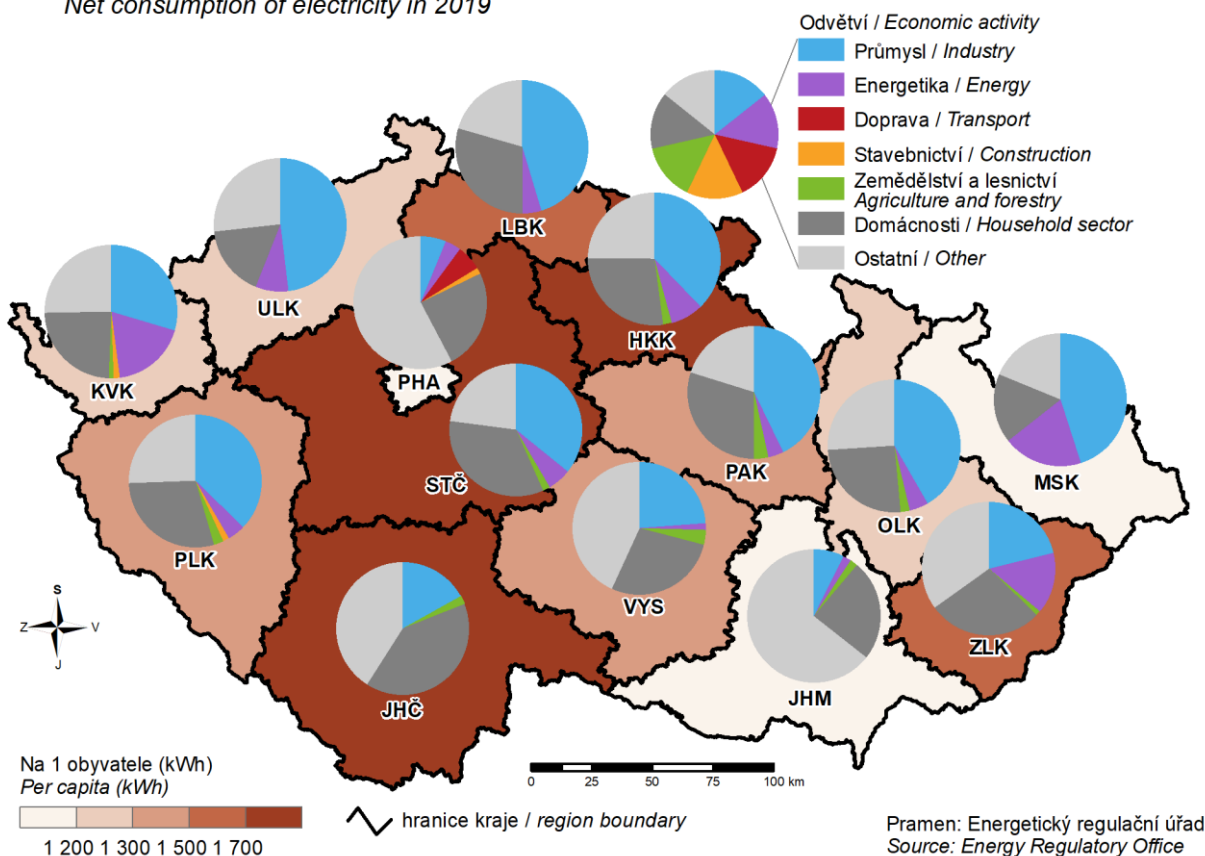 Net consumption of electricity in 2019
Odvětví / Economic activity
Průmysl / Industry
Energetika / Energy
Doprava / Transport
Stavebnictví / Construction
Zemědělství a lesnictví
Agriculture and forestry
Domácnosti / Household sector
Ostatní / Other
LBK
ULK
HKK
KVK
PHA
PAK
MSK
STČ
OLK
PLK
VYS
ZLK
JHČ
JHM
S
Z V
J
Na 1 obyvatele (kWh)
Per capita (kWh)
1 200 1 300 1 500 1 700
0 25 50 75 100 km
hranice kraje / region boundary
Pramen: Energetický regulační úřad
Source: Energy Regulatory Office